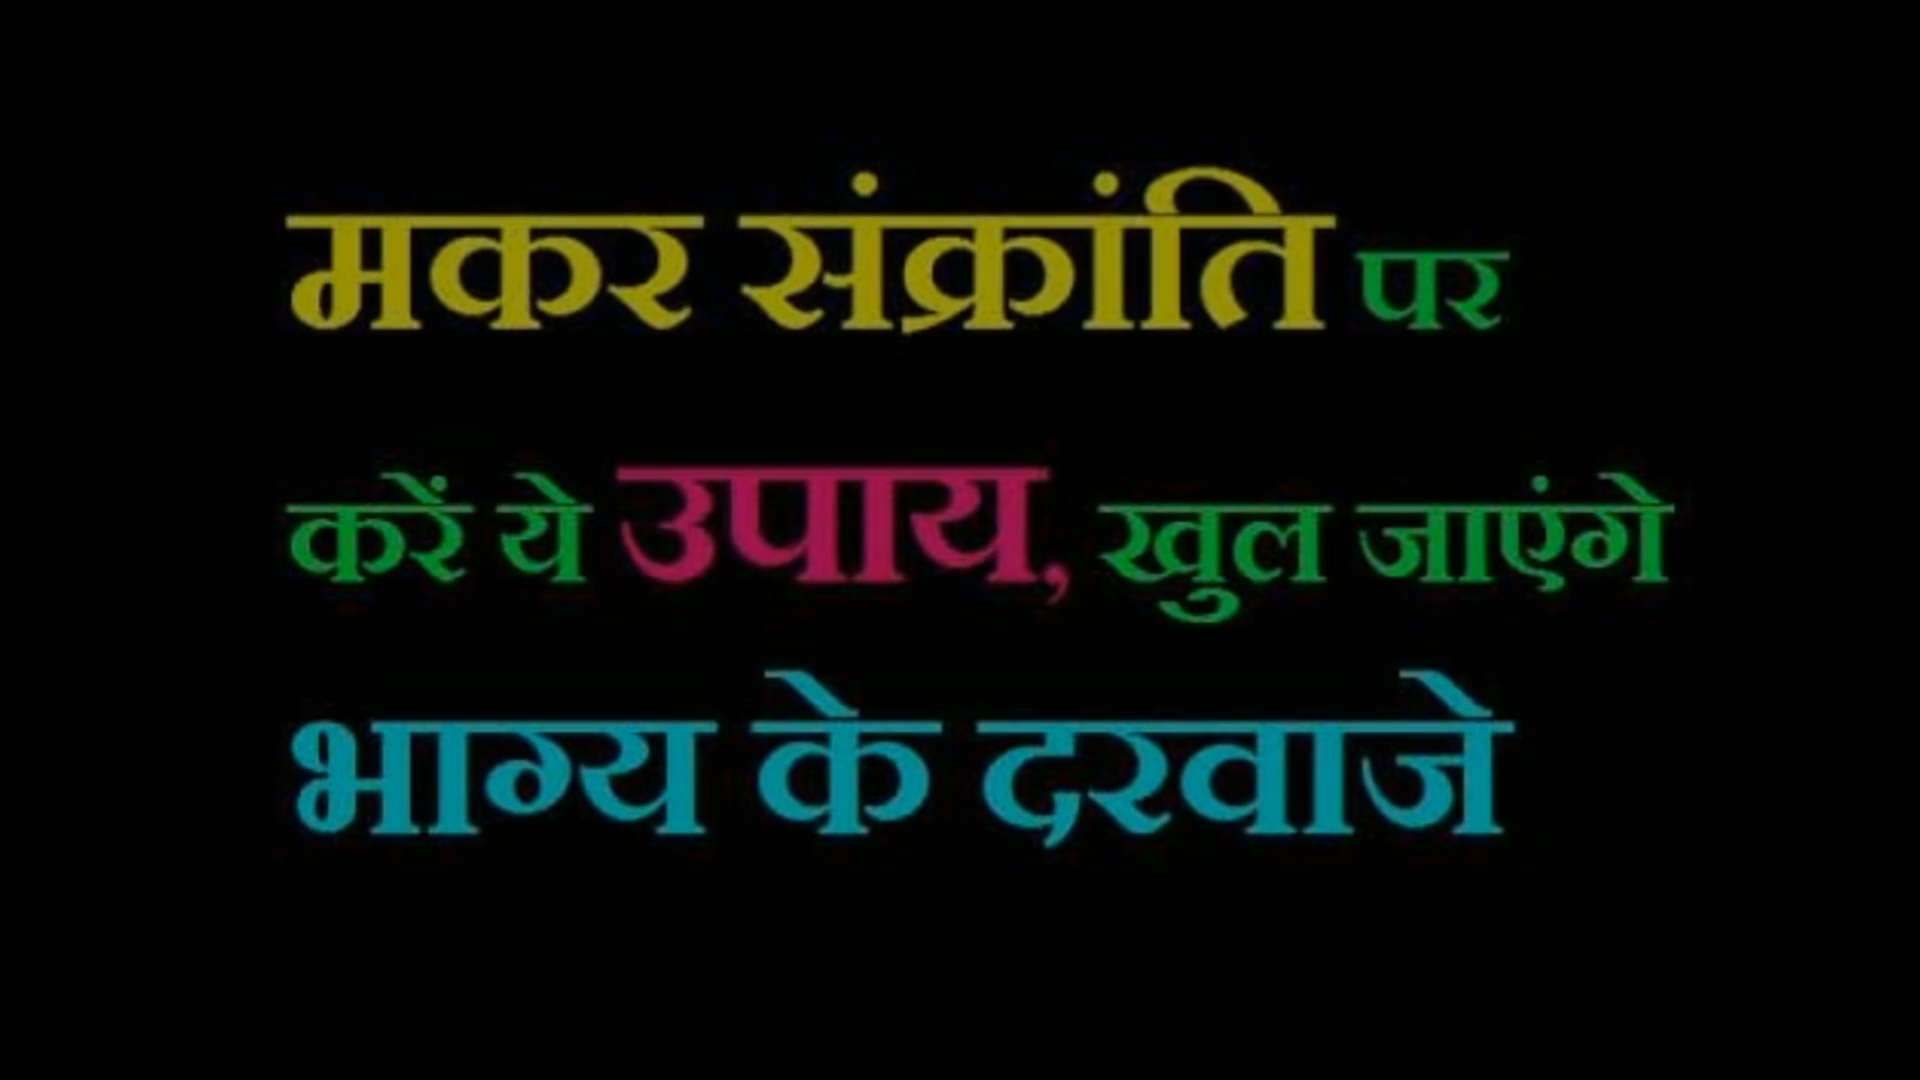 मकर संक्रांति पर
करें ये उपाय, खुल जाएंगे
भाग्य के दरवाजे